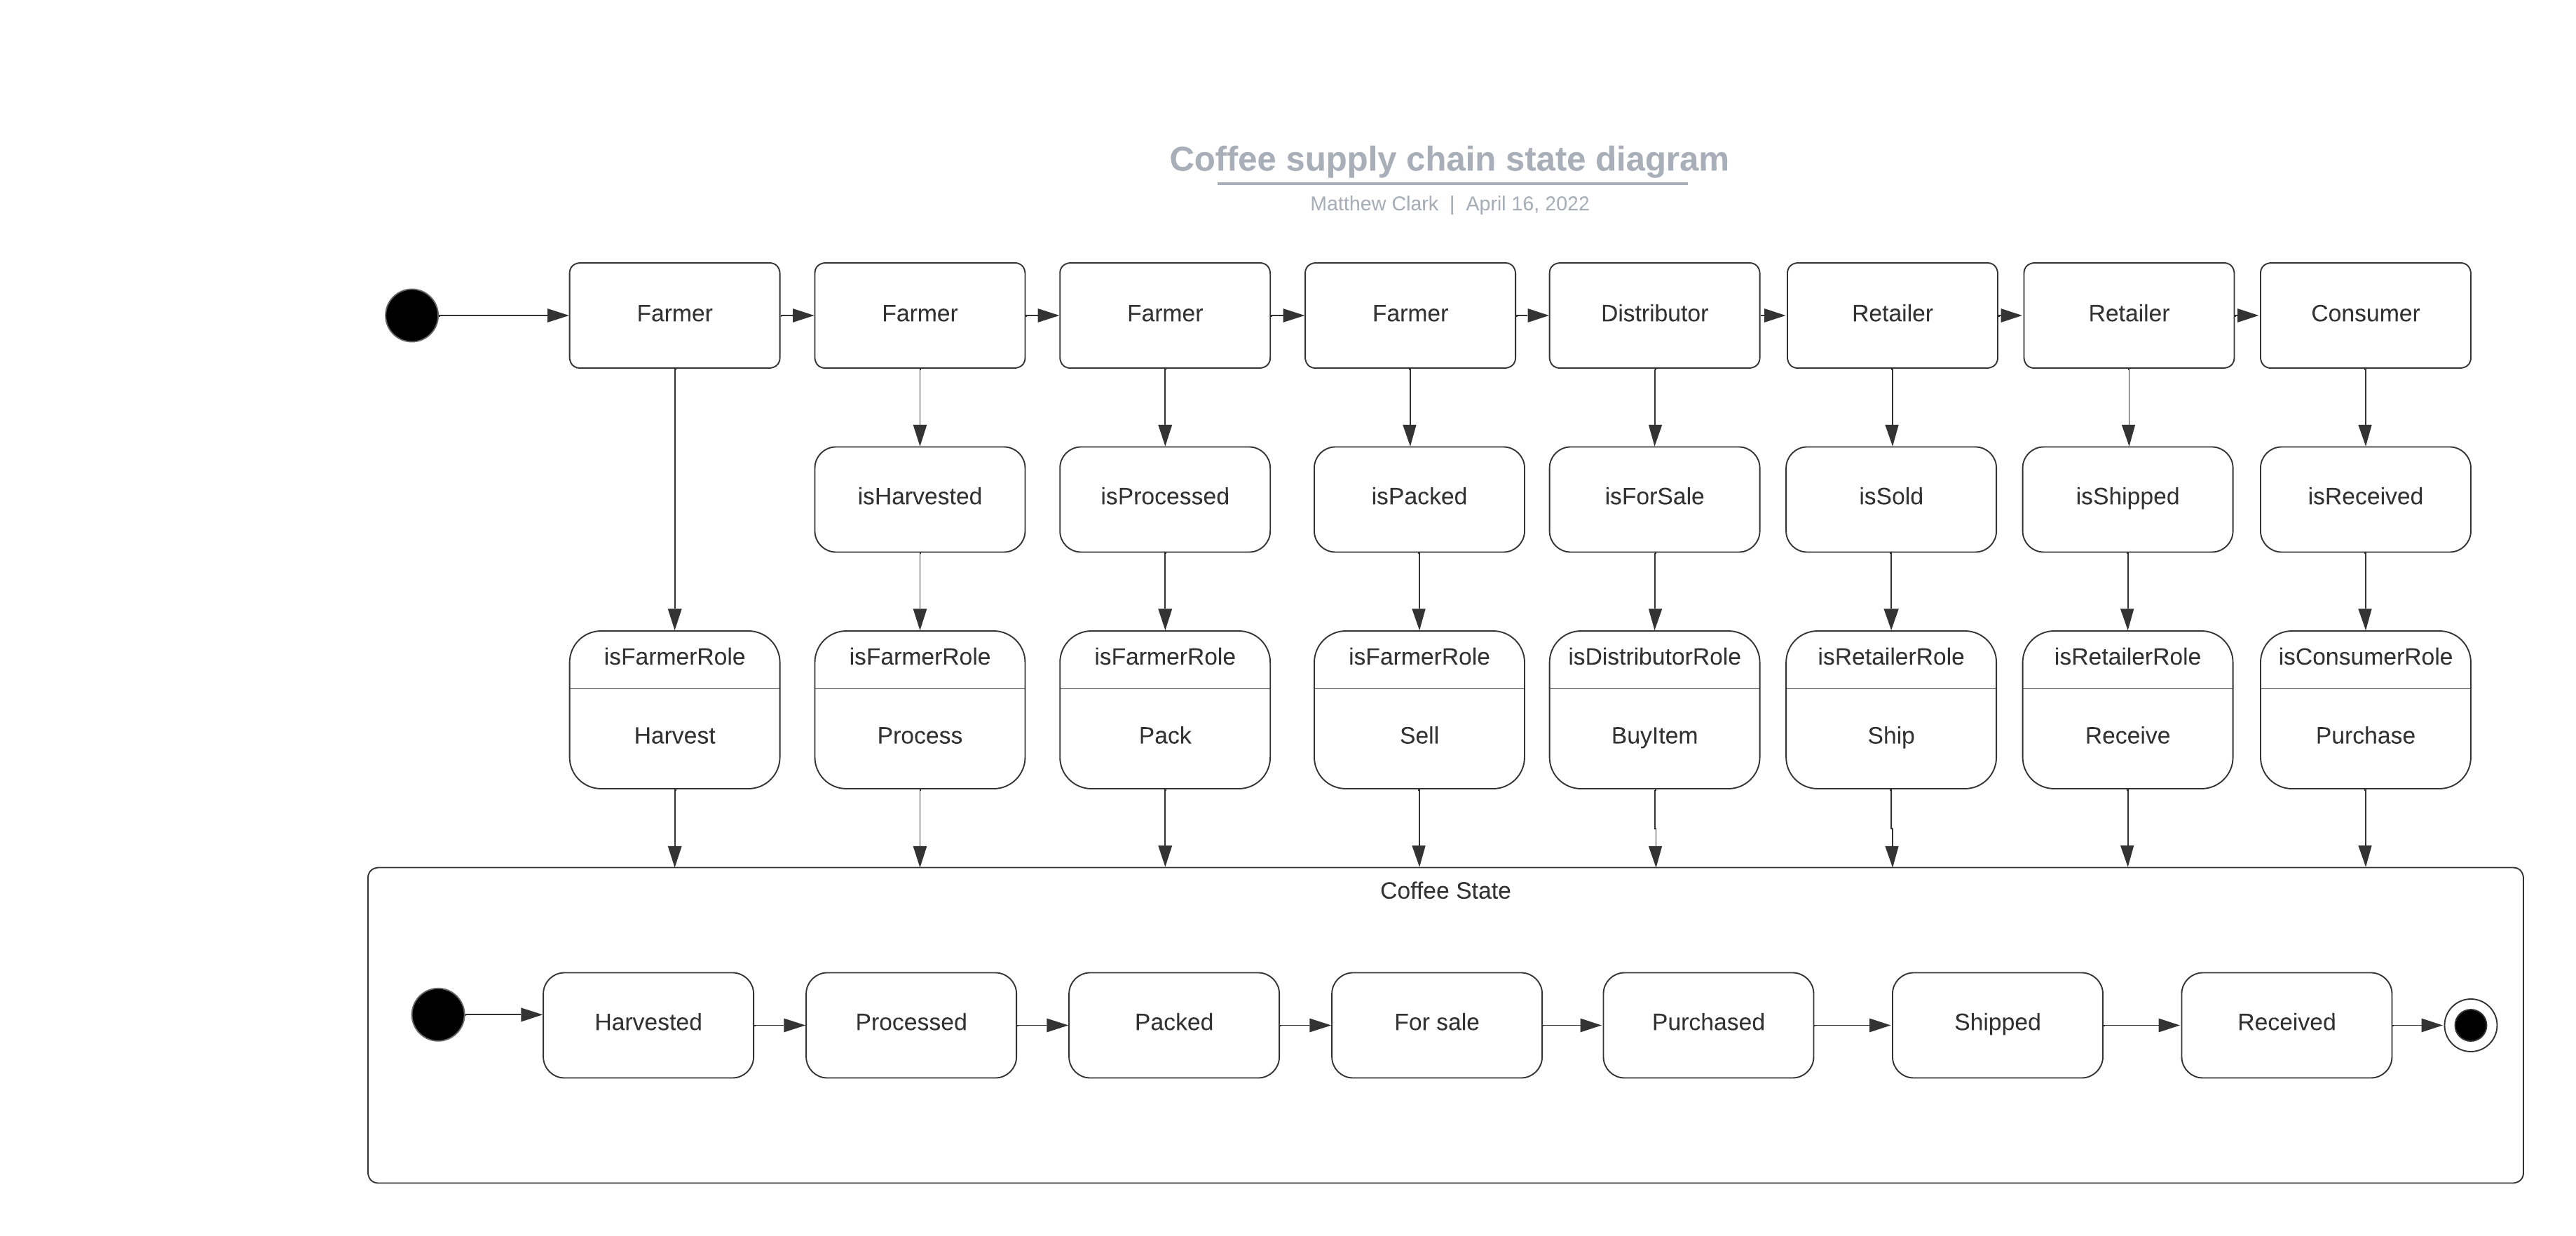 Coffee supply chain state diagram
Matthew Clark | April 16, 2022
Farmer
Farmer
Farmer
Farmer
Distributor
Retailer
Retailer
Consumer
isHarvested
isProcessed
isPacked
isForSale
isSold
isShipped
isReceived
isFarmerRole
isFarmerRole
isFarmerRole
isFarmerRole
isDistributorRole
isRetailerRole
isRetailerRole
isConsumerRole
Harvest
Process
Pack
Sell
BuyItem
Ship
Receive
Purchase
Coffee State
Harvested
Processed
Packed
For sale
Purchased
Shipped
Received